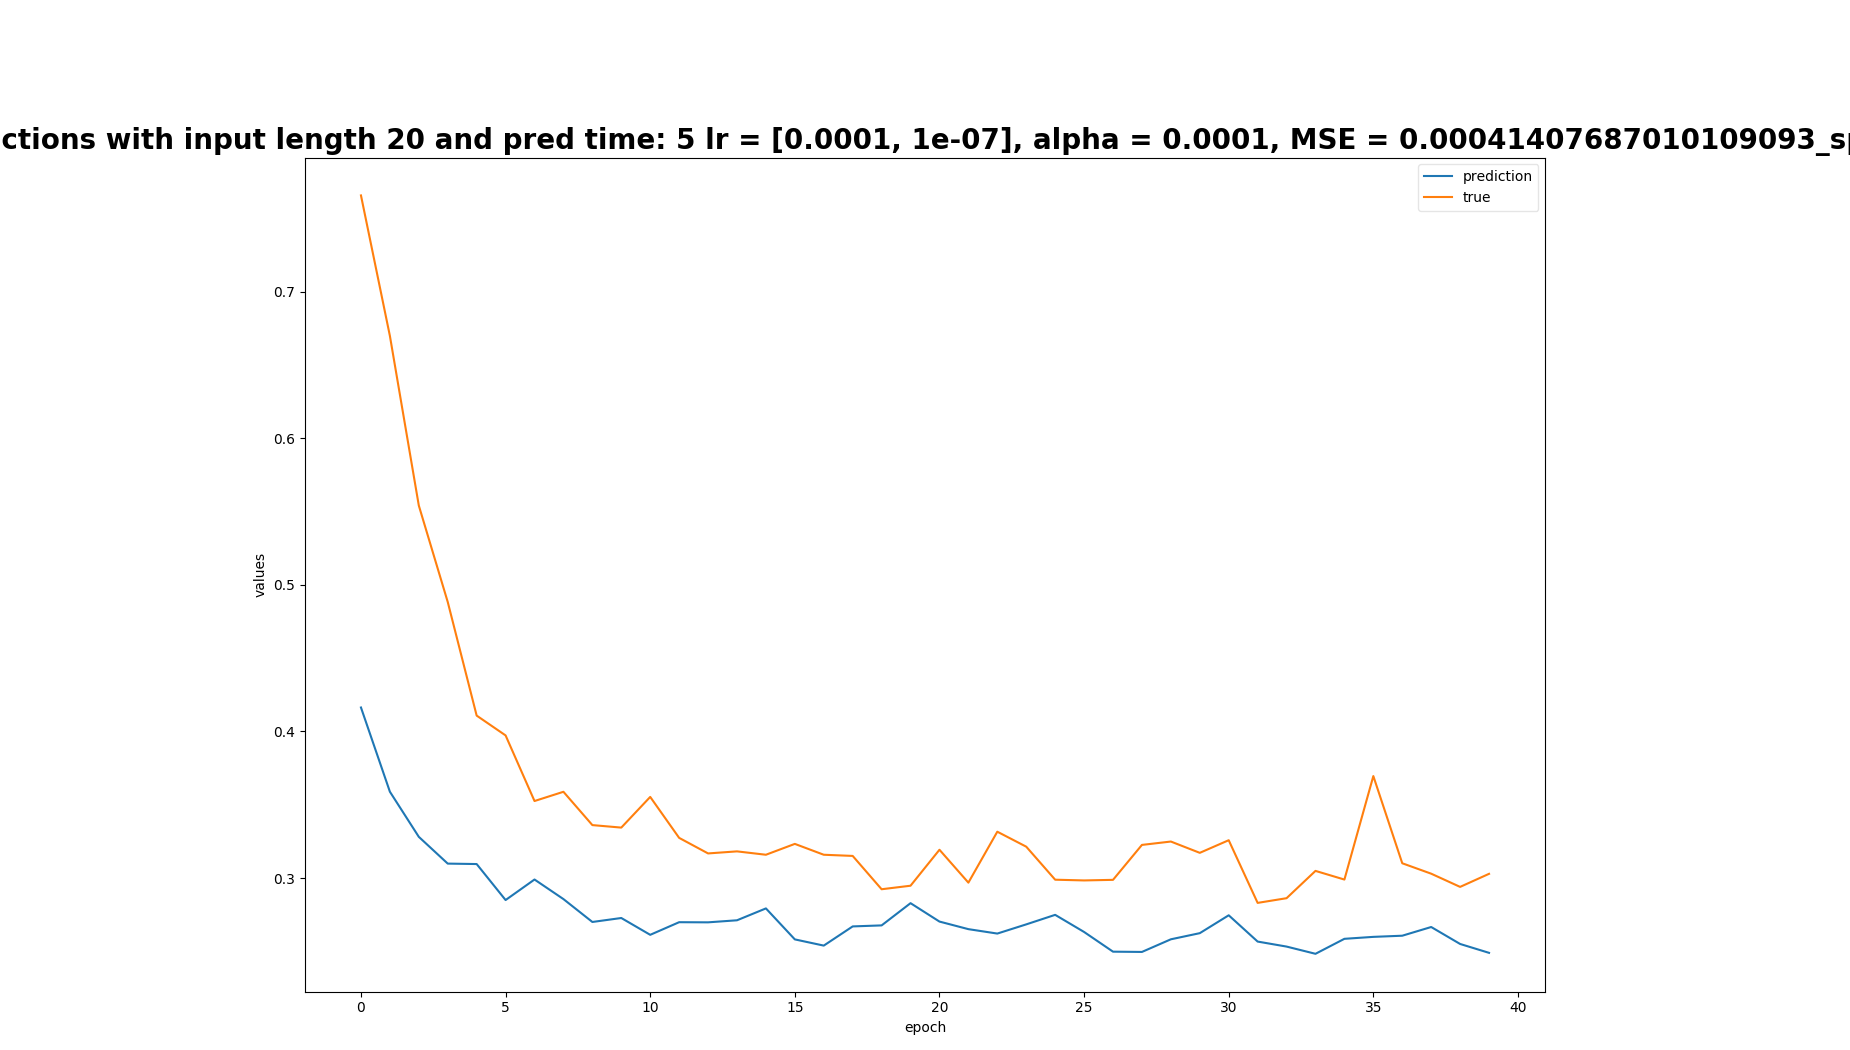 ctions with input length 20 and pred time: 5 lr = [0.0001, 1e-07], alpha = 0.0001, MSE = 0.00041407687010109093_sp
prediction
true
values
0.7
0.6
0.5
0.4
0.3
0 5 10 15 20 25 30 35 40
epoch